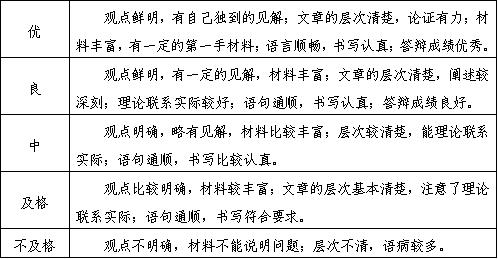 优
观点鲜明，有自己独到的见解；文章的层次清楚，论证有力；材
料丰富，有一定的第一手材料；语言顺畅，书写认真；答辩成绩优秀。
良
观点鲜明，有一定的见解，材料丰富；文章的层次清楚，阐述较
深刻；理论联系实际较好；语句通顺，书写认真；答辩成绩良好。
中
观点明确，略有见解，材料比较丰富；层次较清楚，能理论联系
实际；语句通顺，书写比较认真。
及格
观点比较明确，材料较丰富；文章的层次基本清楚，注意了理论
联系实际；语句通顺，书写符合要求。
不及格
观点不明确，材料不能说明问题；层次不清，语病较多。